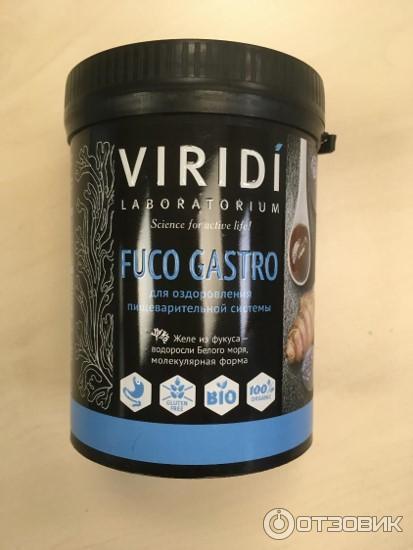 VIRIDÍ
LABORATORIUM
Science for active life!
FUCO GASTRO
для оздоровления
пищеварительной системы
Желе из фукуса –
водоросли Белого моря,
молекулярная форма
GLUTEN
FREE
BIO
100%
ORGANIC
ОТЗОВИК